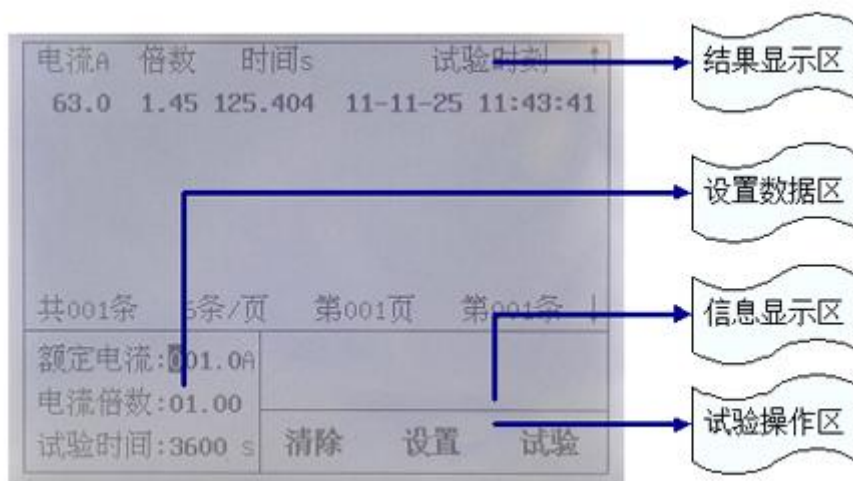 电流A 倍数 时间s 试验时刻 ↑
63.0 1.45 125.404 11-11-25 11:43:41
共001条 6条/页 第001页 第001条 ↓
额定电流:001.0A
电流倍数:01.00
试验时间:3600 s
清除 设置 试验
结果显示区
设置数据区
信息显示区
试验操作区